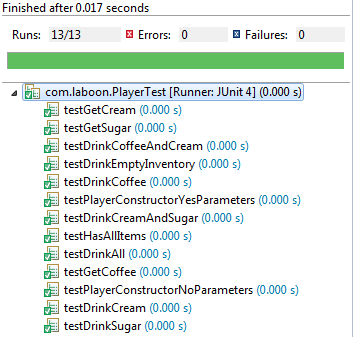 Finished after 0.017 seconds
Runs: 13/13 Errors: 0 Failures: 0
com.laboon.PlayerTest [Runner: JUnit 4] (0.000 s)
testGetCream (0.000 s)
testGetSugar (0.000 s)
testDrinkCoffeeAndCream (0.000 s)
testDrinkEmptyInventory (0.000 s)
testDrinkCoffee (0.000 s)
testPlayerConstructorYesParameters (0.000 s)
testDrinkCreamAndSugar (0.000 s)
testHasAllItems (0.000 s)
testDrinkAll (0.000 s)
testGetCoffee (0.000 s)
testPlayerConstructorNoParameters (0.000 s)
testDrinkCream (0.000 s)
testDrinkSugar (0.000 s)